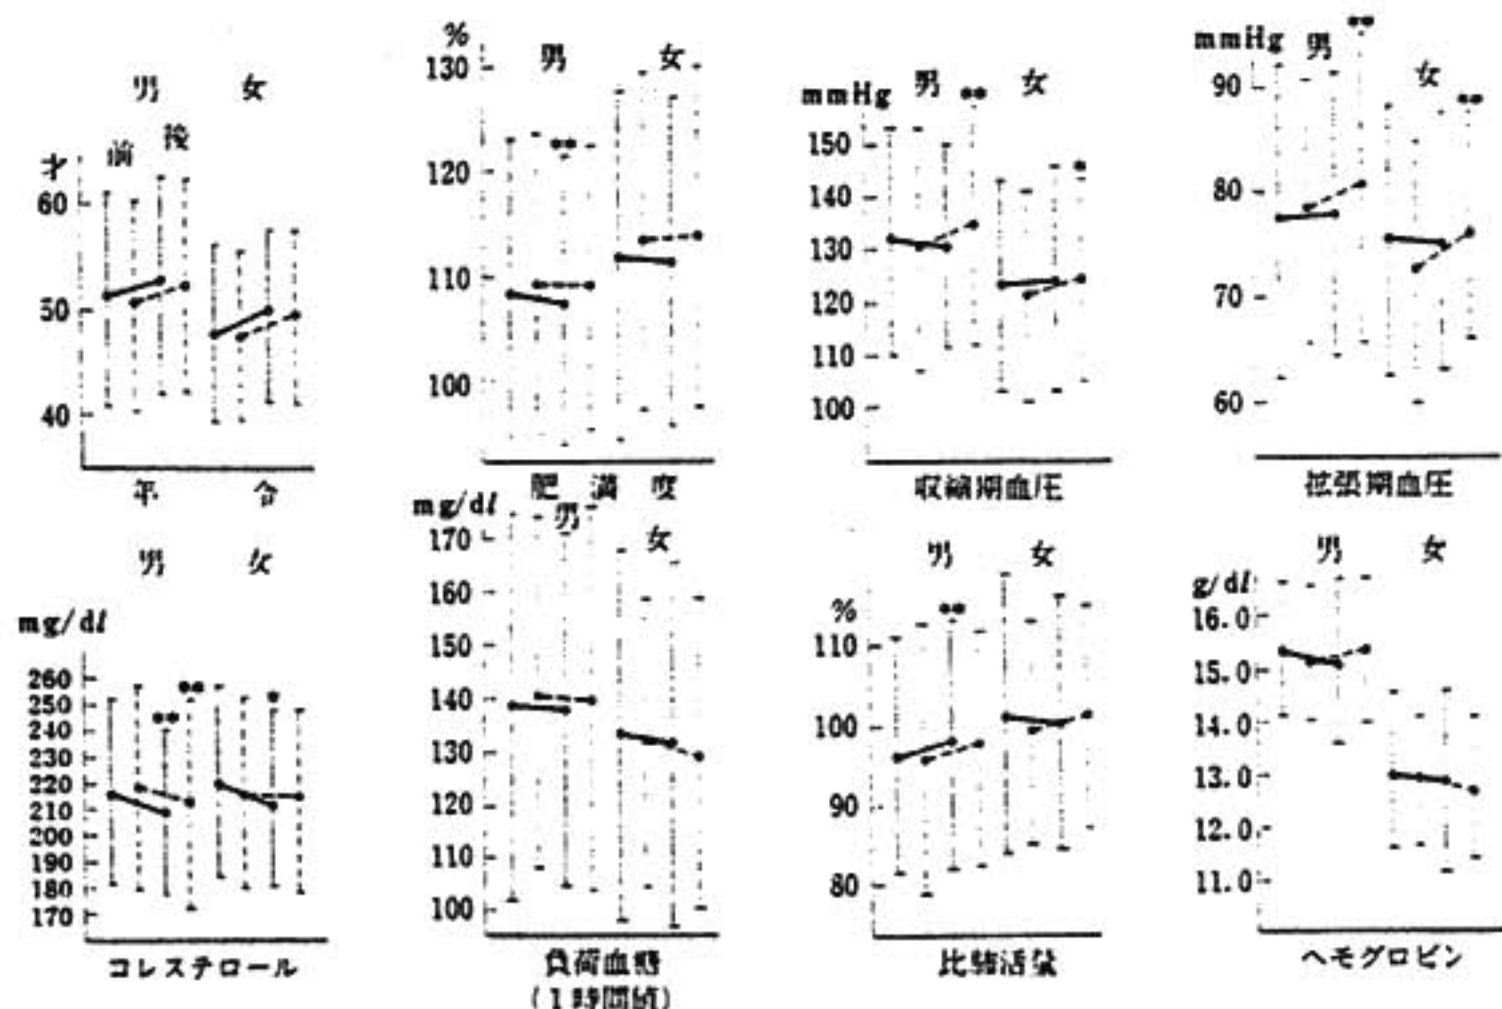 男 女
前 後
才
60
50
40
年 令
%
男 女
130
120
110
100
肥 満 度
mmHg
男 ** 女
*
150
140
130
120
110
100
収縮期血圧
mmHg
男 **
女 **
90
80
70
60
拡張期血圧
男 女
mg/dl
260
250
240
230
220
210
200
190
180
170
** ** *
コレステロール
mg/dl
男
女
170
160
150
140
130
120
110
100
負荷血糖
(1時間値)
男 女
%
**
110
100
90
80
比肺活量
男 女
g/dl
16.0
15.0
14.0
13.0
12.0
11.0
ヘモグロビン